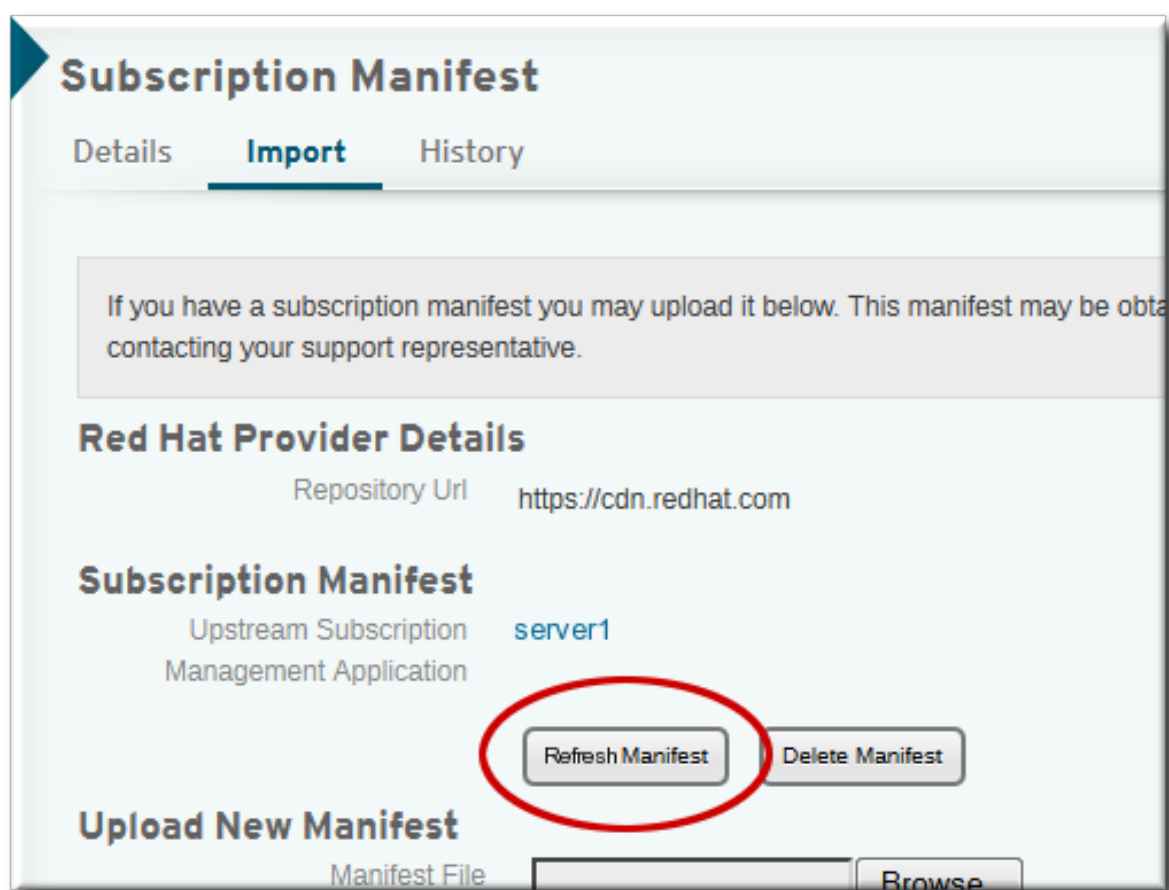 Subscription Manifest
Details Import History
If you have a subscription manifest you may upload it below. This manifest may be
contacting your support representative.
Red Hat Provider Details
Repository Url https://cdn.redhat.com
Subscription Manifest
Upstream Subscription server1
Management Application
Refresh Manifest Delete Manifest
Upload New Manifest
Manifest File Browse